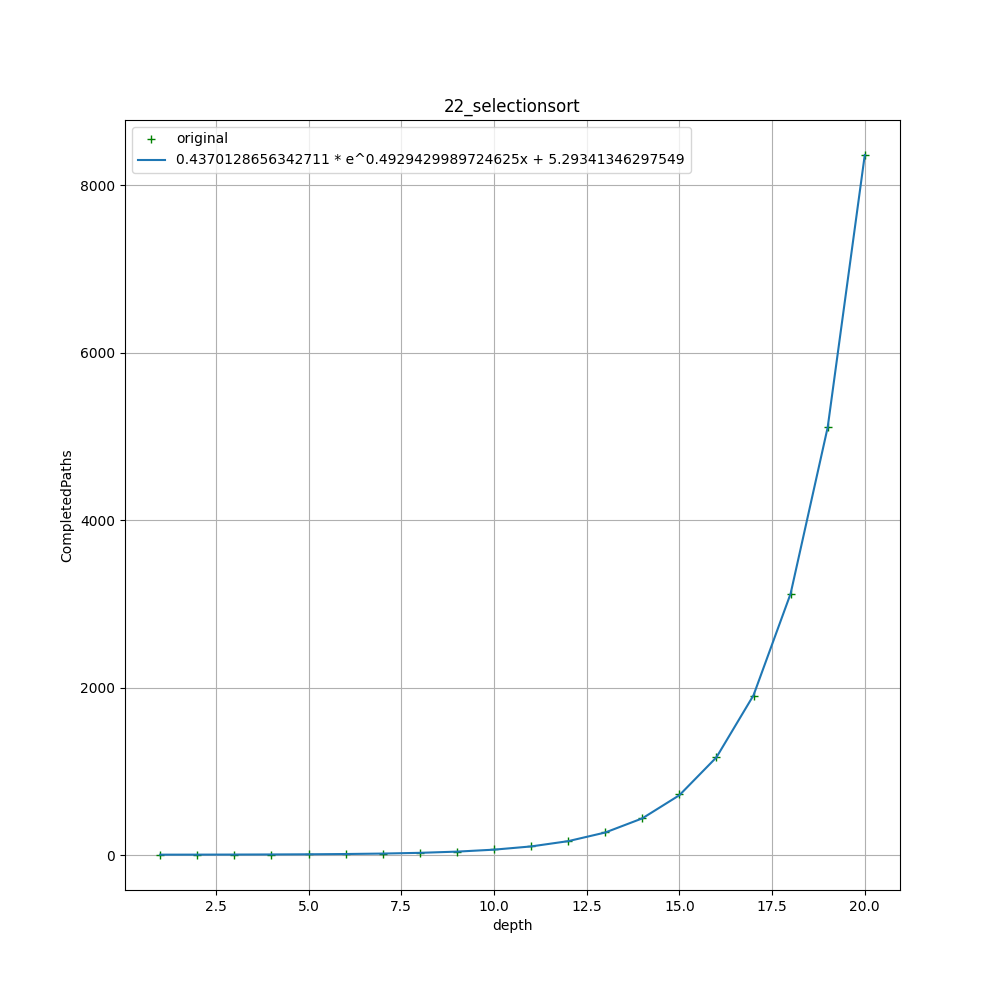 22_selectionsort
original
0.4370128656342711 * e^0.4929429989724625x + 5.29341346297549
8000
6000
4000
2000
0
CompletedPaths
2.5 5.0 7.5 10.0 12.5 15.0 17.5 20.0
depth